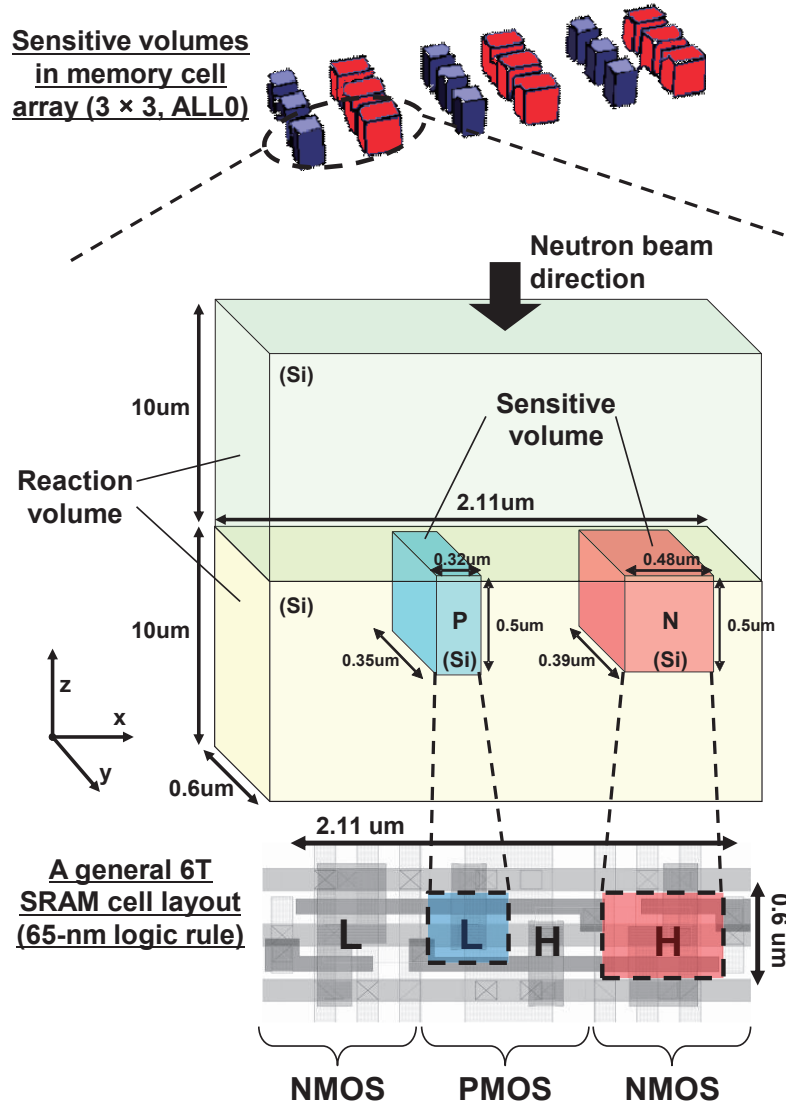 Sensitive volumes
in memory cell
array (3 × 3, ALL0)
Neutron beam
direction
(Si)
10um
Sensitive
volume
Reaction
volume
2.11um
0.32um
0.48um
(Si)
10um
P
(Si)
0.5um
N
(Si)
0.5um
0.35um
0.39um
z
x
y
0.6um
2.11 um
A general 6T
SRAM cell layout
(65-nm logic rule)
L
L
H
H
0.6 um
NMOS
PMOS
NMOS